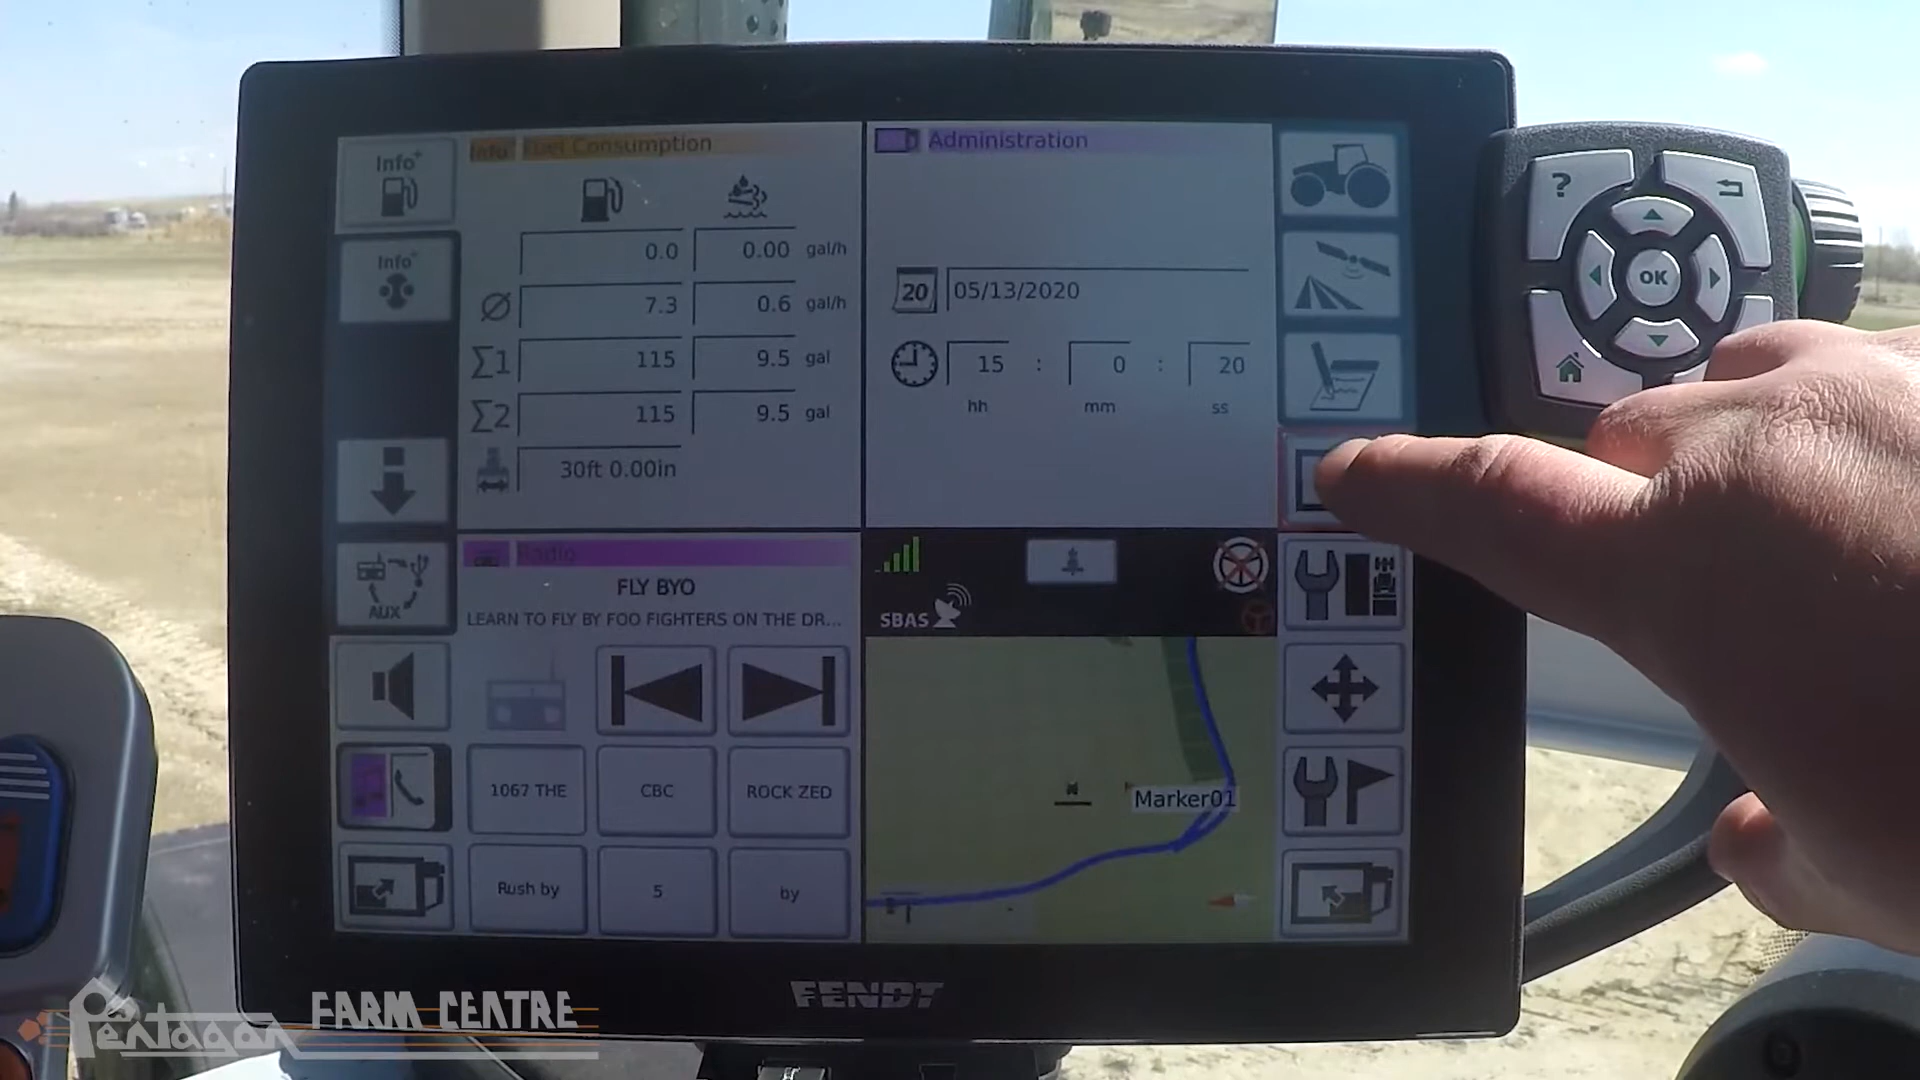 Info+
Info+
AUX
Info+ Fuel Consumption
0.0 0.00 gal/h
Ø 7.3 0.6 gal/h
∑1 115 9.5 gal
∑2 115 9.5 gal
30ft 0.00in
Administration
20 05/13/2020
15 : 0 : 20
hh mm ss
Radio
FLY BYO
LEARN TO FLY BY FOO FIGHTERS ON THE DR...
1067 THE CBC ROCK ZED
Rush by 5 by
SBAS
Marker01
?
OK
FENDT
Pentagon FARM CENTRE